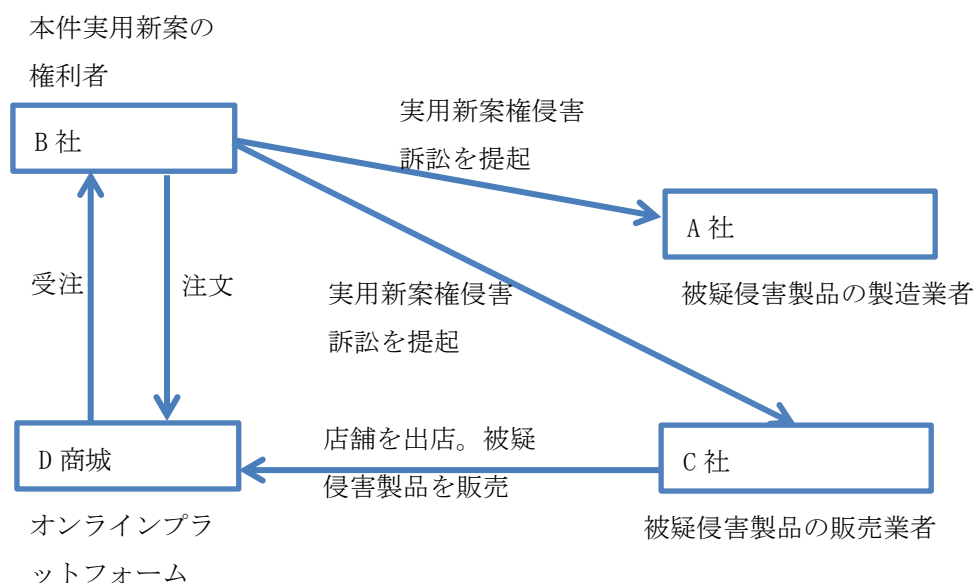 本件実用新案の
権利者
B 社
実用新案権侵害
訴訟を提起
A 社
被疑侵害製品の製造業者
受注
注文
実用新案権侵害
訴訟を提起
D 商城
店舗を出店。被疑
侵害製品を販売
C 社
オンラインプラ
ットフォーム
被疑侵害製品の販売業者